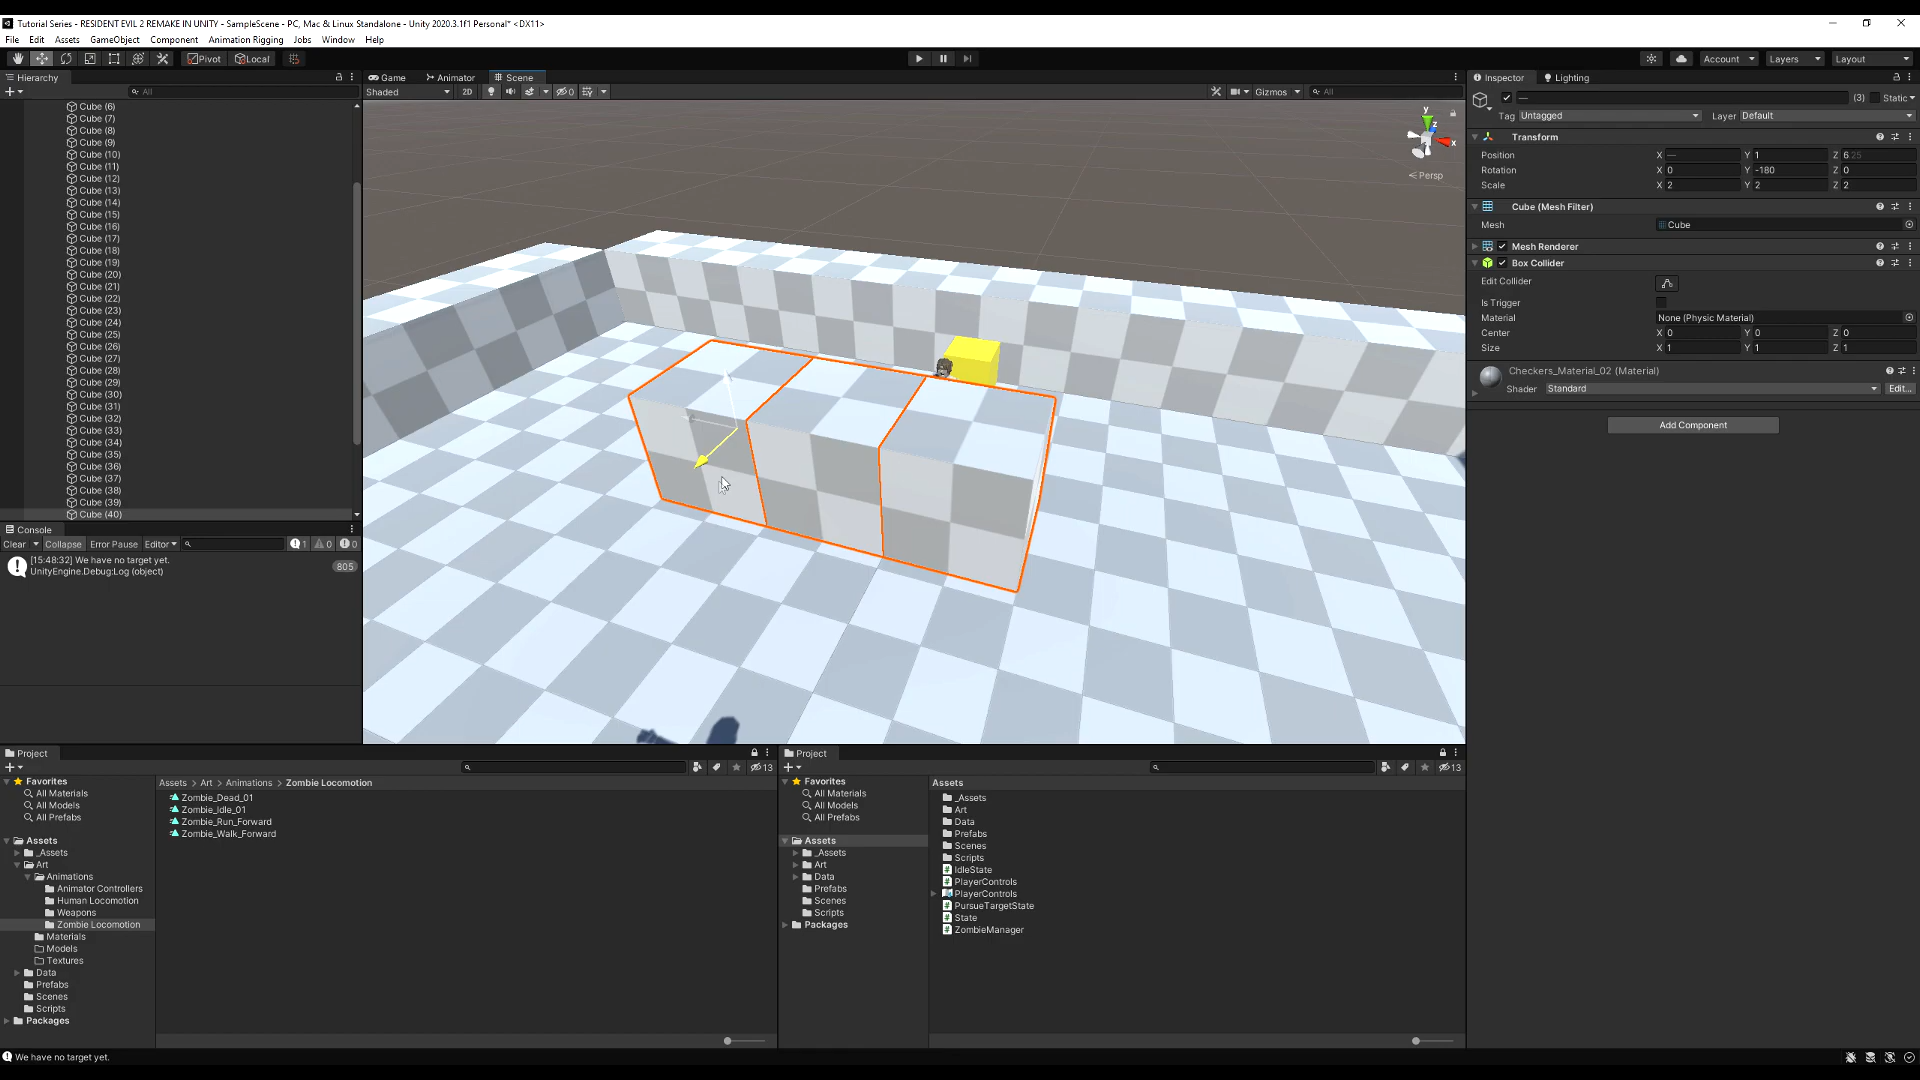 Tutorial Series - RESIDENT EVIL 2 REMAKE IN UNITY - SampleScene - PC, Mac & Linux Standalone - Unity 2020.3.1f1 Personal* <DX11>
File Edit Assets GameObject Component Animation Rigging Jobs Window Help
Pivot Local Account Layers Layout
Hierarchy Game Animator Scene Inspector Lighting
All Shaded 2D 0 Gizmos All
(3) Static
Tag Untagged Layer Default
Transform
Position X — Y 1 Z 6.25
Rotation X 0 Y -180 Z 0
Scale X 2 Y 2 Z 2
Cube (Mesh Filter)
Mesh Cube
Mesh Renderer
Box Collider
Edit Collider
Is Trigger
Material None (Physic Material)
Center X 0 Y 0 Z 0
Size X 1 Y 1 Z 1
Checkers_Material_02 (Material)
Shader Standard Edit...
Add Component
y
z
x
< Persp
Cube (6)
Cube (7)
Cube (8)
Cube (9)
Cube (10)
Cube (11)
Cube (12)
Cube (13)
Cube (14)
Cube (15)
Cube (16)
Cube (17)
Cube (18)
Cube (19)
Cube (20)
Cube (21)
Cube (22)
Cube (23)
Cube (24)
Cube (25)
Cube (26)
Cube (27)
Cube (28)
Cube (29)
Cube (30)
Cube (31)
Cube (32)
Cube (33)
Cube (34)
Cube (35)
Cube (36)
Cube (37)
Cube (38)
Cube (39)
Cube (40)
Console
Clear Collapse Error Pause Editor 1 0 0
[15:48:32] We have no target yet.
UnityEngine.Debug:Log (object)
805
Project
13
Favorites
All Materials
All Models
All Prefabs
Assets
_Assets
Art
Animations
Animator Controllers
Human Locomotion
Weapons
Zombie Locomotion
Materials
Models
Textures
Data
Prefabs
Scenes
Scripts
Packages
Assets > Art > Animations > Zombie Locomotion
Zombie_Dead_01
Zombie_Idle_01
Zombie_Run_Forward
Zombie_Walk_Forward
Project
13
Favorites
All Materials
All Models
All Prefabs
Assets
_Assets
Art
Data
Prefabs
Scenes
Scripts
Packages
Assets
_Assets
Art
Data
Prefabs
Scenes
Scripts
IdleState
PlayerControls
PlayerControls
PursueTargetState
State
ZombieManager
We have no target yet.